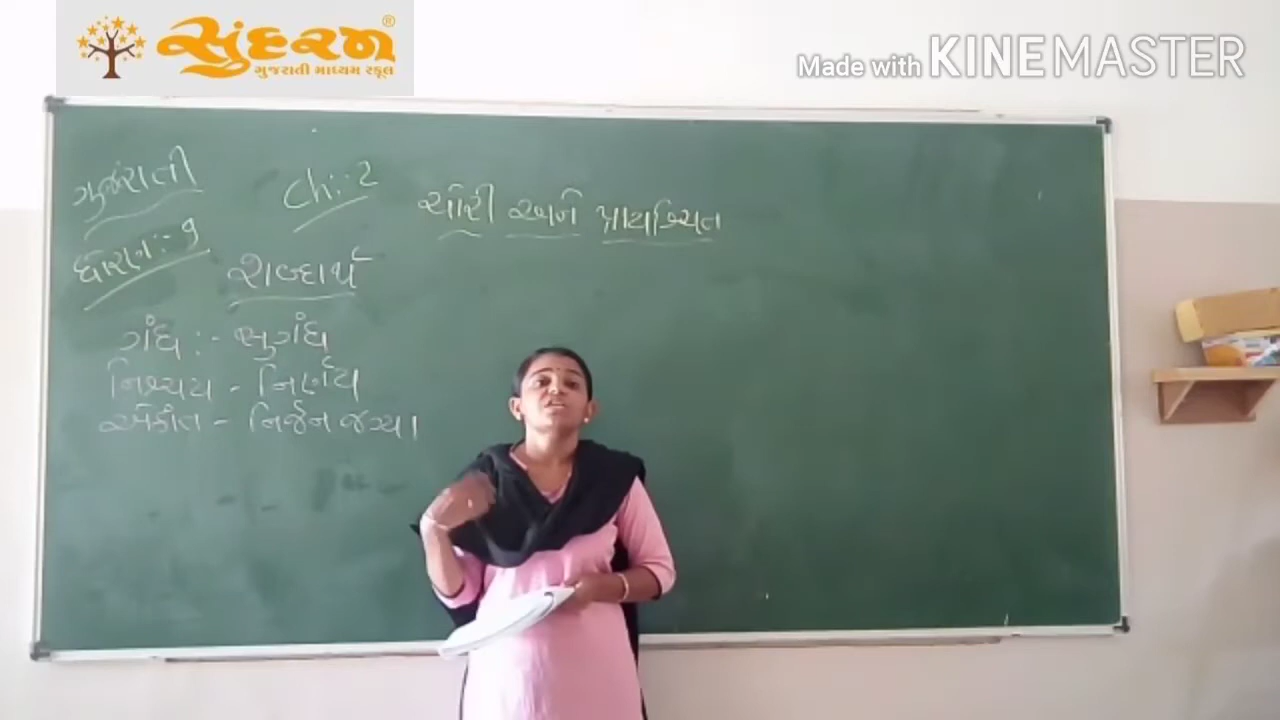 સુંદરમ્®
ગુજરાતી માધ્યમ સ્કૂલ
Made with KINEMASTER
ગુજરાતી
Ch:-2
ચોરી અને પ્રાયશ્ચિત
ધોરણ:-9
શબ્દાર્થ
ગંધ :- સુગંધ
નિશ્ચય - નિર્ણય
એકાંત - નિર્જન જગ્યા